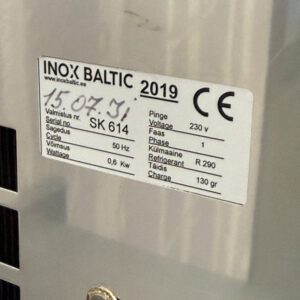 INOX BALTIC 2019
www.inoxbaltic.ee
CE
15.07.31
Valmistus nr.
Serial no SK 614
Sagedus
Cycle 50 Hz
Võimsus
Wattage 0,6 Kw
Pinge
Voltage 230 v
Faas
Phase 1
Külmaaine
Refrigerant R 290
Täidis
Charge 130 gr